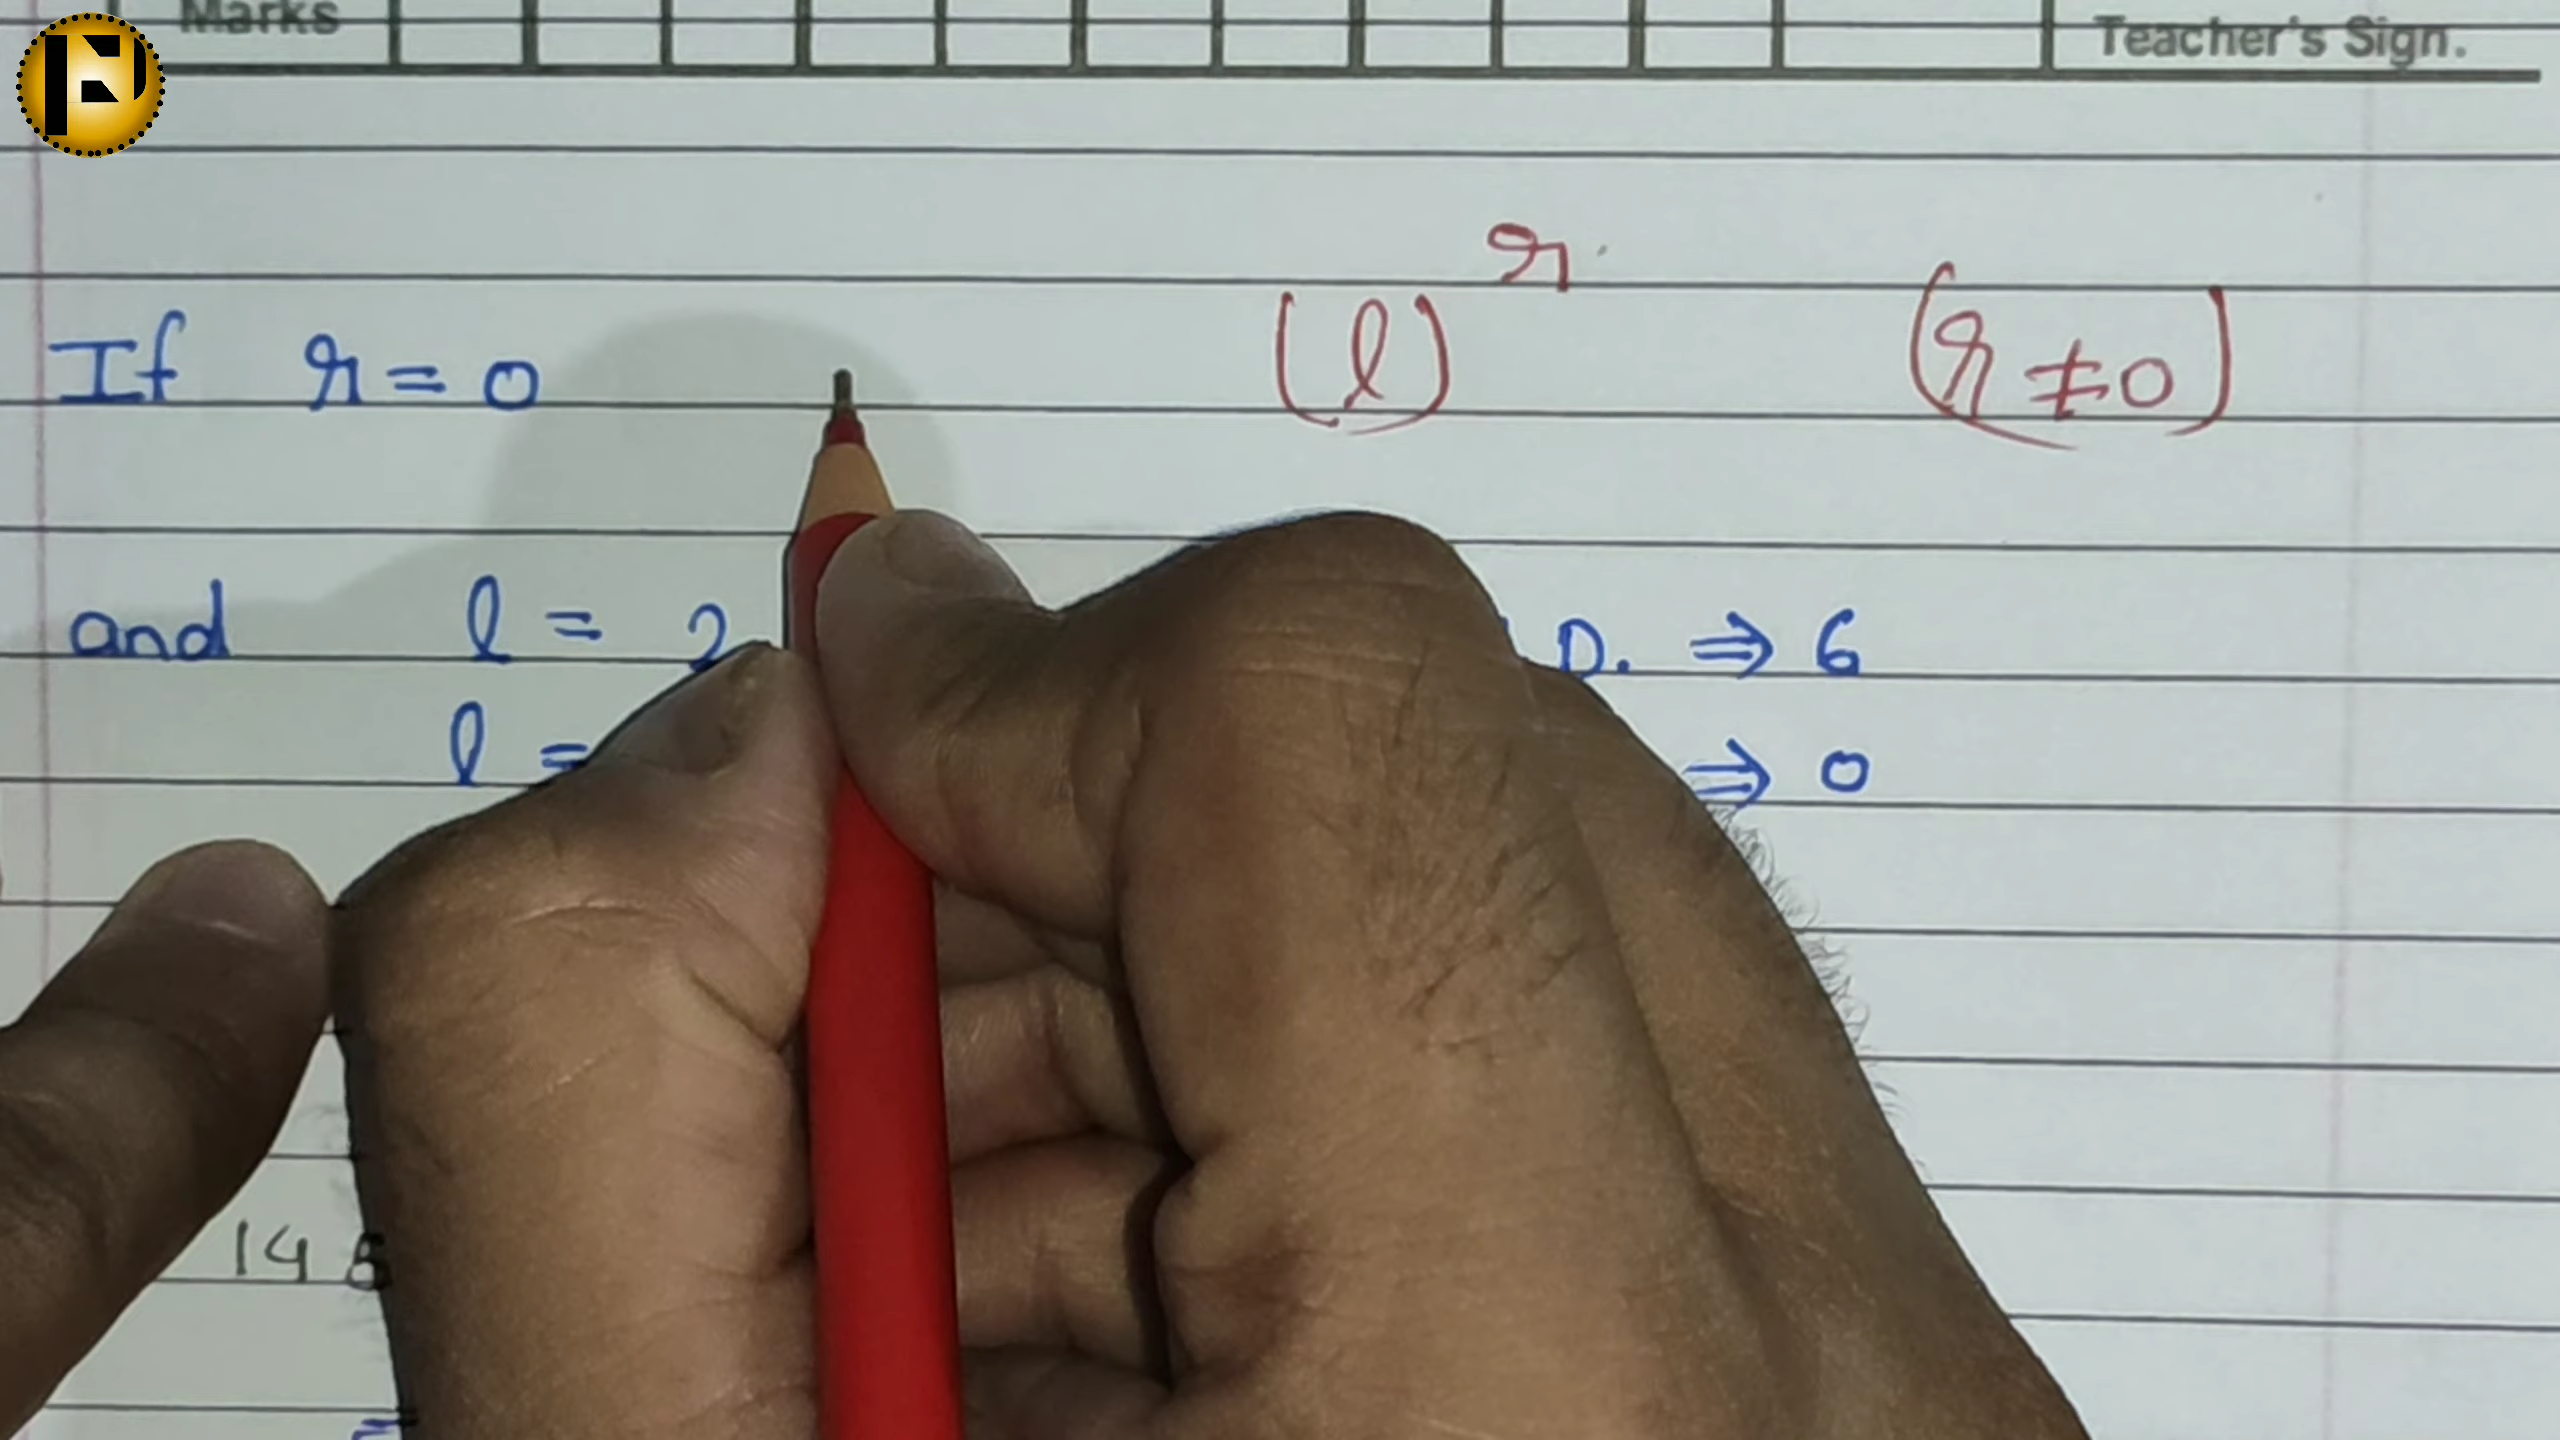 Marks Teacher's Sign.
If r = 0 (l)^r (r ≠ 0)
and l = 2 D. ⇒ 6
l = ⇒ 0
14